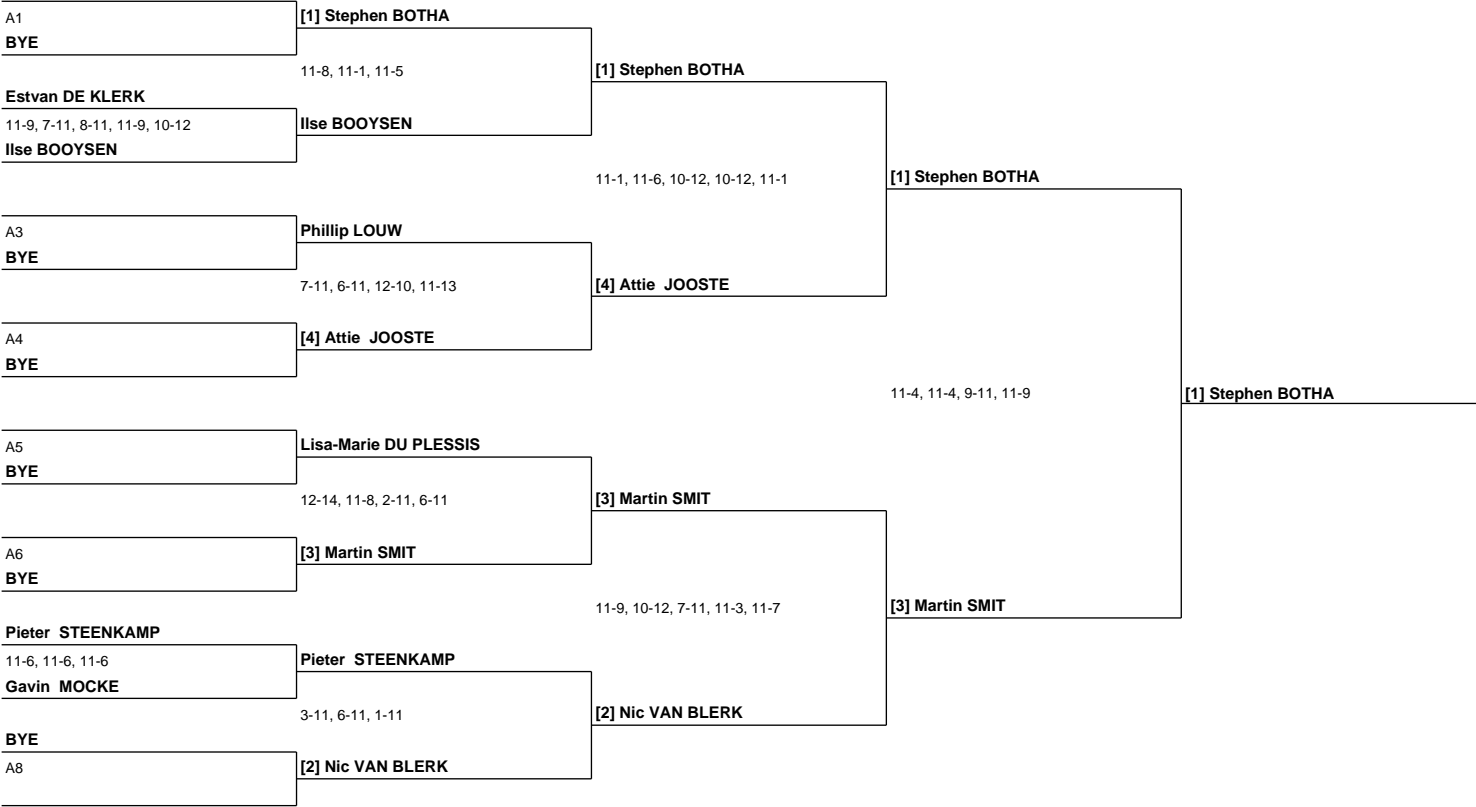 A1
BYE
[1] Stephen BOTHA
11-8, 11-1, 11-5
[1] Stephen BOTHA
Estvan DE KLERK
11-9, 7-11, 8-11, 11-9, 10-12
Ilse BOOYSEN
Ilse BOOYSEN
11-1, 11-6, 10-12, 10-12, 11-1
[1] Stephen BOTHA
A3
BYE
Phillip LOUW
7-11, 6-11, 12-10, 11-13
[4] Attie JOOSTE
A4
BYE
[4] Attie JOOSTE
11-4, 11-4, 9-11, 11-9
[1] Stephen BOTHA
A5
BYE
Lisa-Marie DU PLESSIS
12-14, 11-8, 2-11, 6-11
[3] Martin SMIT
A6
BYE
[3] Martin SMIT
11-9, 10-12, 7-11, 11-3, 11-7
[3] Martin SMIT
Pieter STEENKAMP
11-6, 11-6, 11-6
Gavin MOCKE
Pieter STEENKAMP
3-11, 6-11, 1-11
[2] Nic VAN BLERK
BYE
A8
[2] Nic VAN BLERK